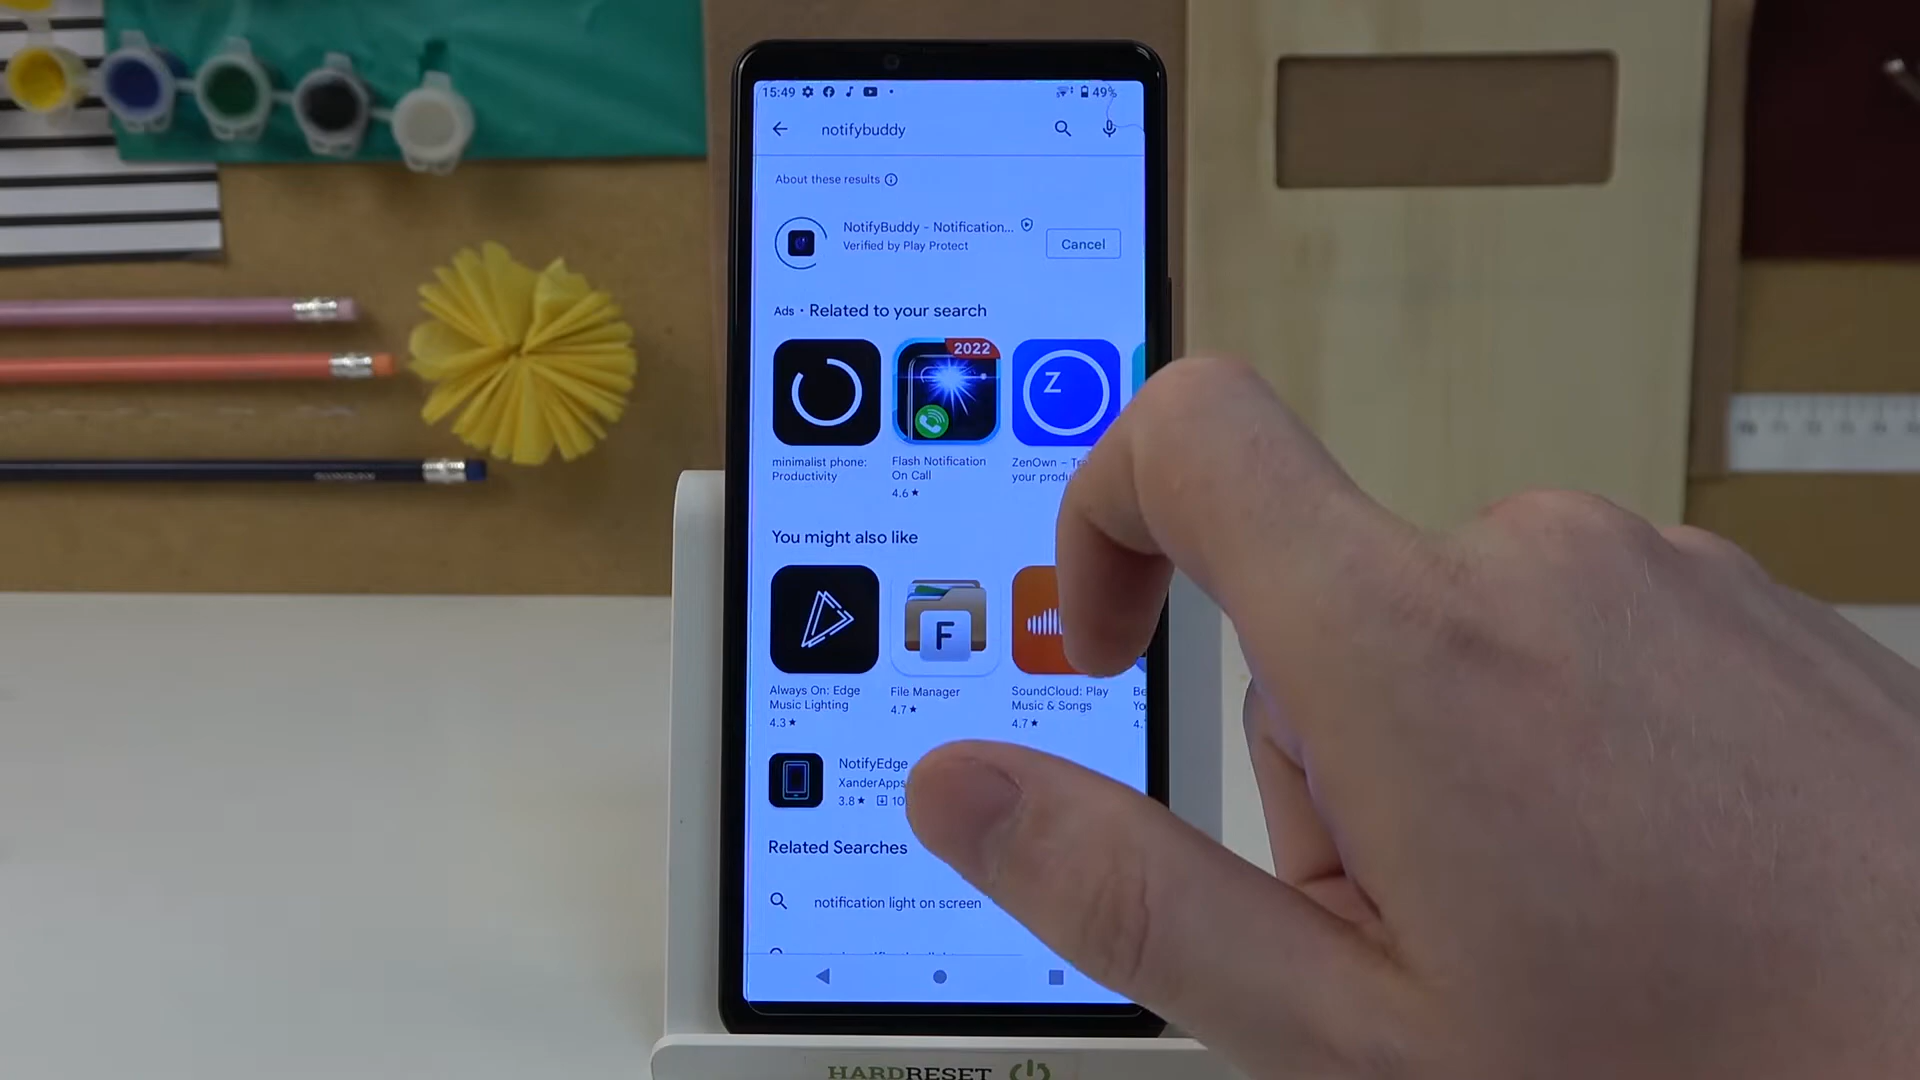 15:49
49%
notifybuddy
About these results
NotifyBuddy - Notification...
Verified by Play Protect
Cancel
Ads • Related to your search
2022
Z
minimalist phone:
Productivity
Flash Notification
On Call
4.6 ★
ZenOwn –
your
You might also like
F
Always On: Edge
Music Lighting
4.3 ★
File Manager
4.7 ★
SoundCloud: Play
Music & Songs
4.7 ★
NotifyEdge
XanderApps
3.8 ★
10
Related Searches
notification light on screen
HARDRESET